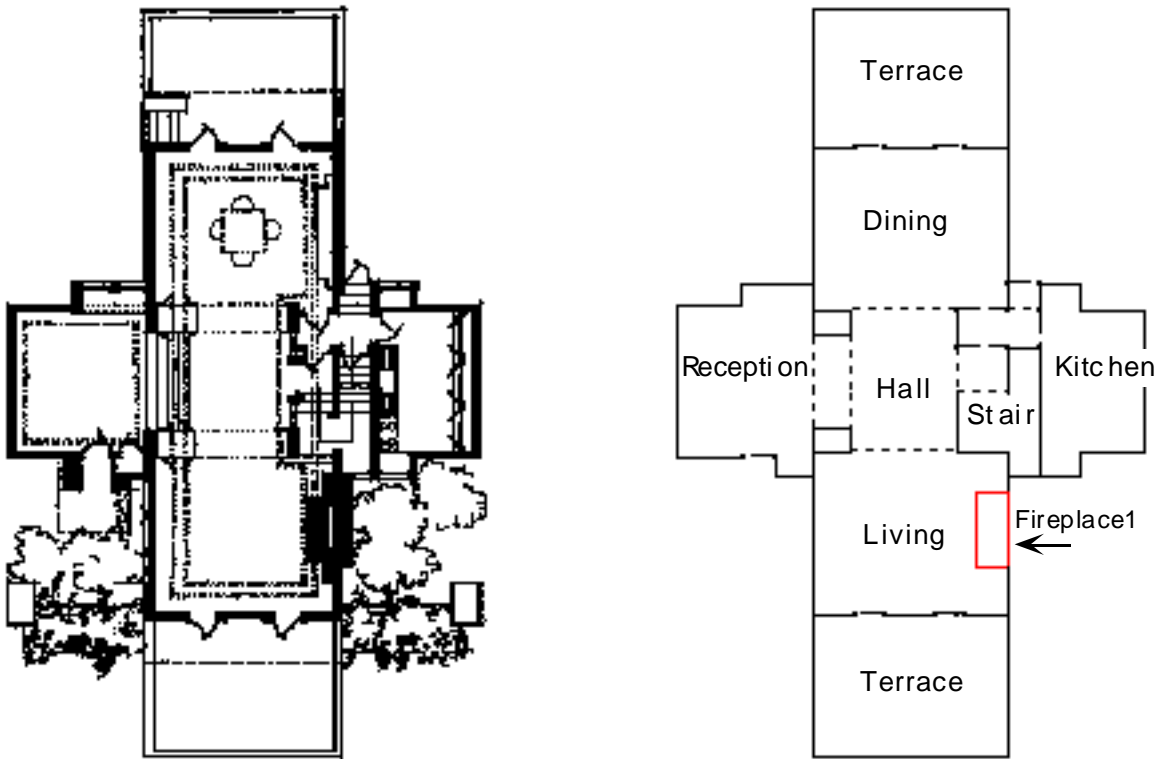 Terrace
Dining
Reception
Hall
Kitchen
Stair
Fireplace1
Living
Terrace